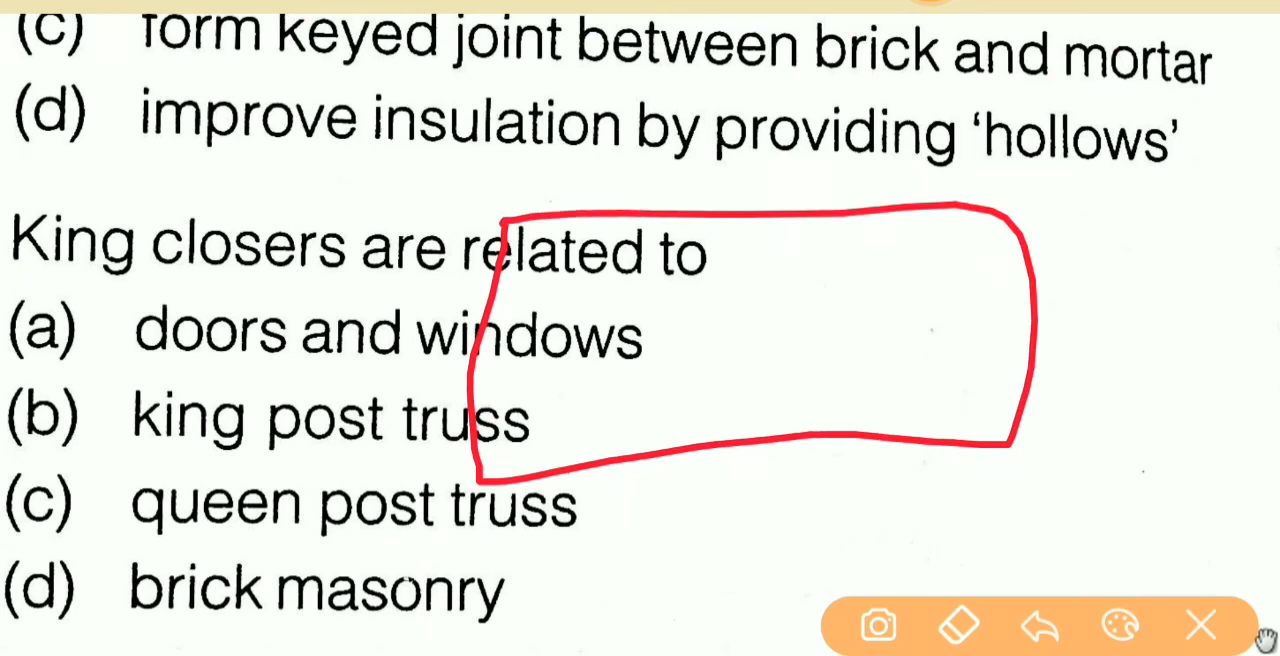 (c) form keyed joint between brick and mortar
(d) improve insulation by providing ‘hollows’
King closers are related to
(a) doors and windows
(b) king post truss
(c) queen post truss
(d) brick masonry